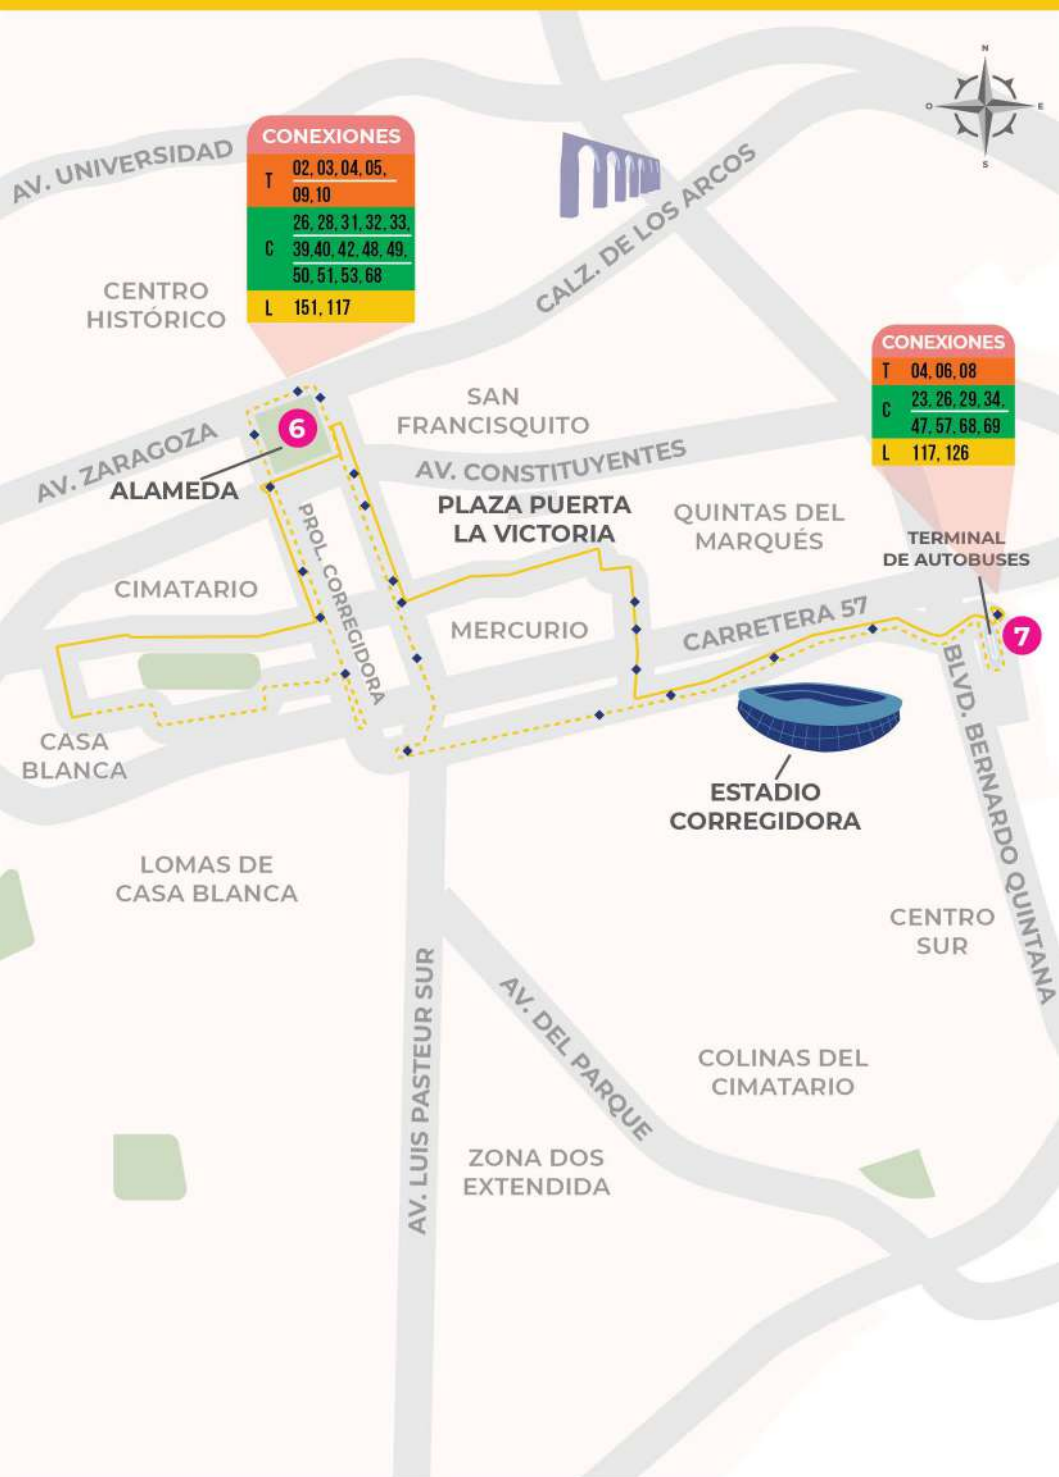 N
O
E
S
AV. UNIVERSIDAD
CONEXIONES
T 02, 03, 04, 05,
09, 10
C 26, 28, 31, 32, 33,
39,40, 42, 48, 49,
50, 51, 53, 68
L 151, 117
CALZ. DE LOS ARCOS
CENTRO
HISTÓRICO
CONEXIONES
T 04, 06, 08
C 23, 26, 29, 34,
47, 57, 68, 69
L 117, 126
SAN
FRANCISQUITO
6
AV. ZARAGOZA
ALAMEDA
AV. CONSTITUYENTES
PLAZA PUERTA
LA VICTORIA
QUINTAS DEL
MARQUÉS
TERMINAL
DE AUTOBUSES
PROL. CORREGIDORA
CIMATARIO
MERCURIO
CARRETERA 57
7
CASA
BLANCA
BLVD. BERNARDO QUINTANA
ESTADIO
CORREGIDORA
LOMAS DE
CASA BLANCA
CENTRO
SUR
AV. LUIS PASTEUR SUR
AV. DEL PARQUE
COLINAS DEL
CIMATARIO
ZONA DOS
EXTENDIDA